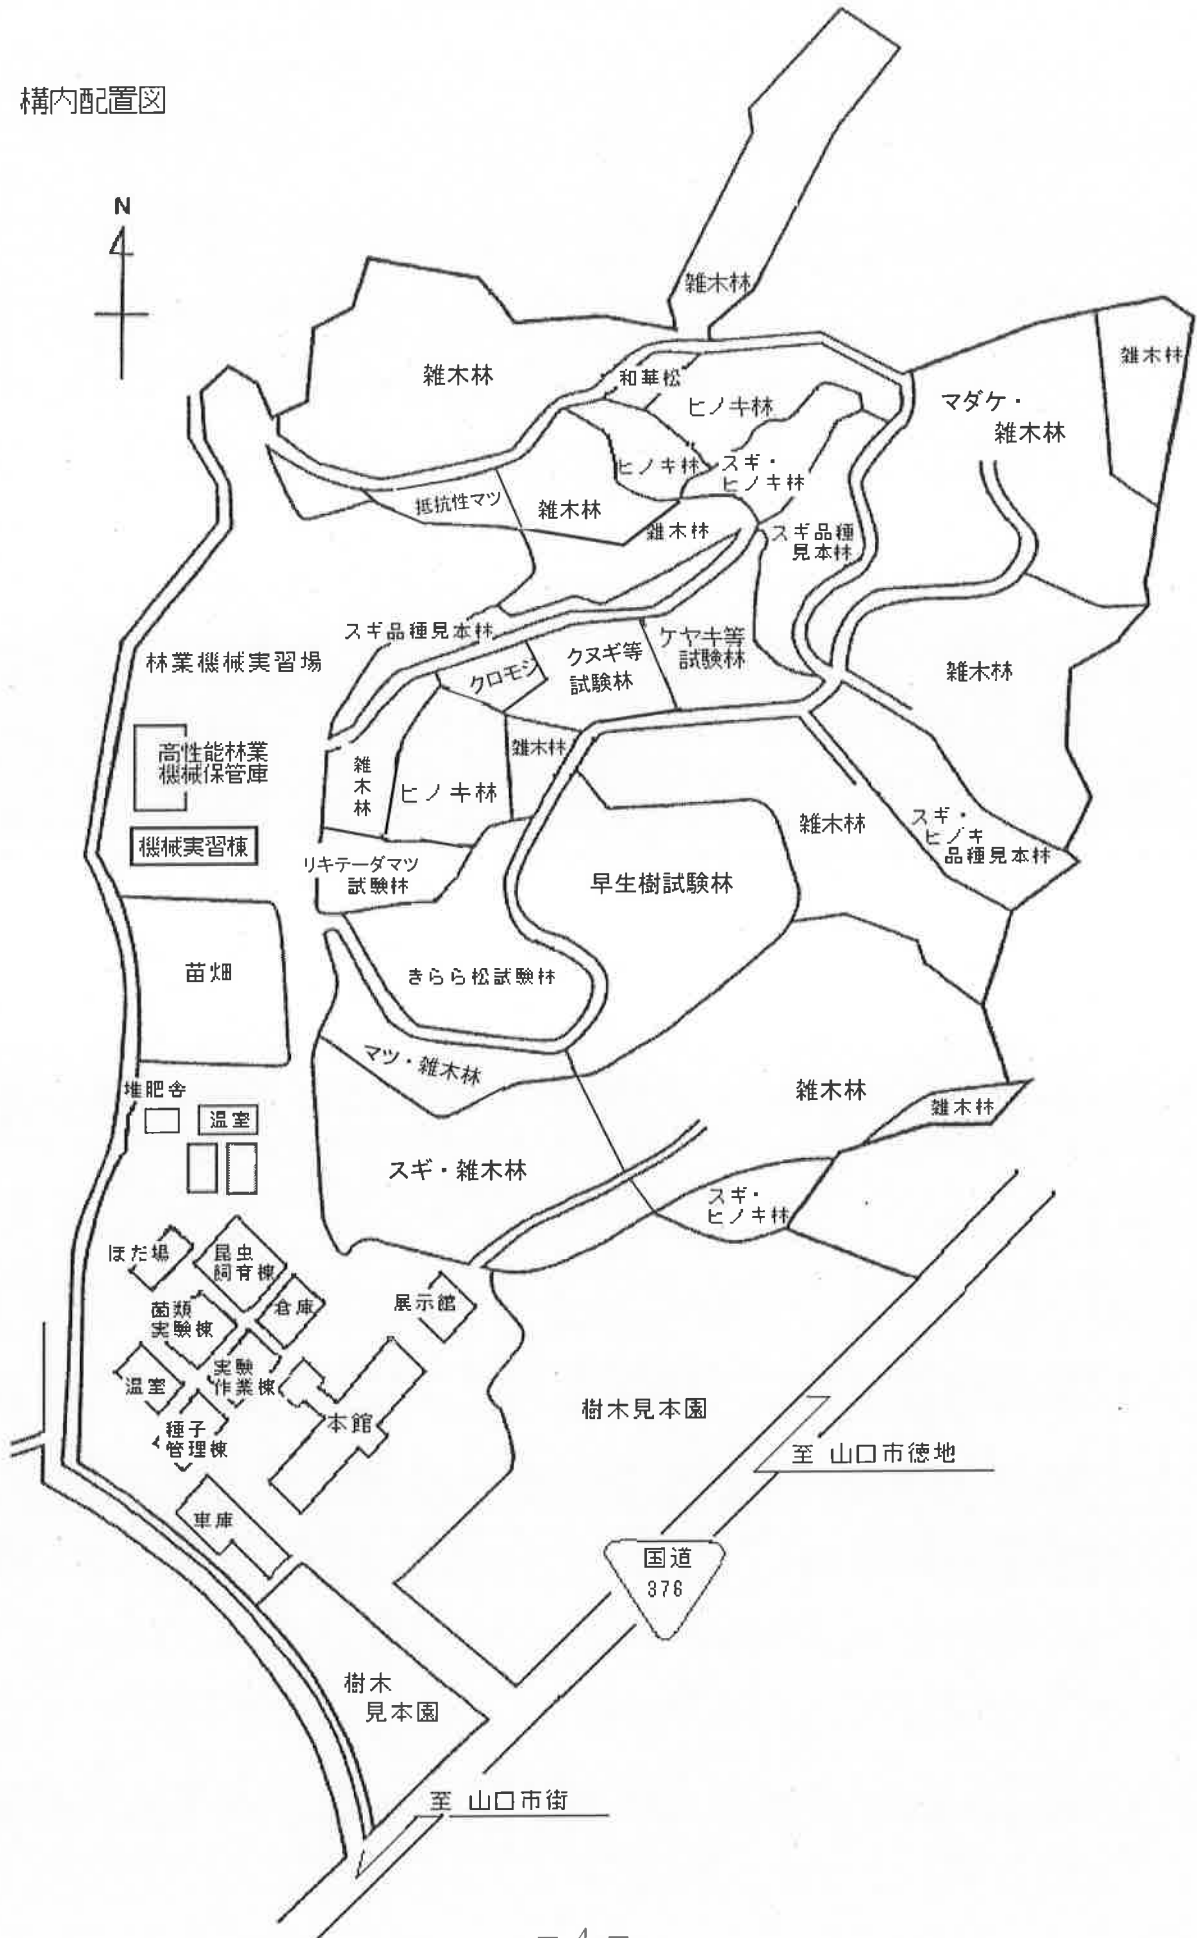 構内配置図
N
雑木林
雑木林
雑木林
和華松
ヒノキ林
マダケ・
雑木林
ヒノキ林
スギ・
ヒノキ林
抵抗性マツ
雑木林
雑木林
スギ品種
見本林
スギ品種見本林
林業機械実習場
クロモジ
クヌギ等
試験林
ケヤキ等
試験林
雑木林
高性能林業
機械保管庫
雑木林
雑木林
ヒノキ林
機械実習棟
雑木林
スギ・
ヒノキ
品種見本林
リキテーダマツ
試験林
早生樹試験林
苗畑
きらら松試験林
マツ・雑木林
堆肥舎
温室
雑木林
雑木林
スギ・雑木林
スギ・
ヒノキ林
ほだ場
昆虫
飼育棟
倉庫
展示館
菌類
実験棟
温室
実験
作業棟
種子
管理棟
本館
樹木見本園
至 山口市徳地
車庫
国道
376
樹木
見本園
至 山口市街
— 4 —